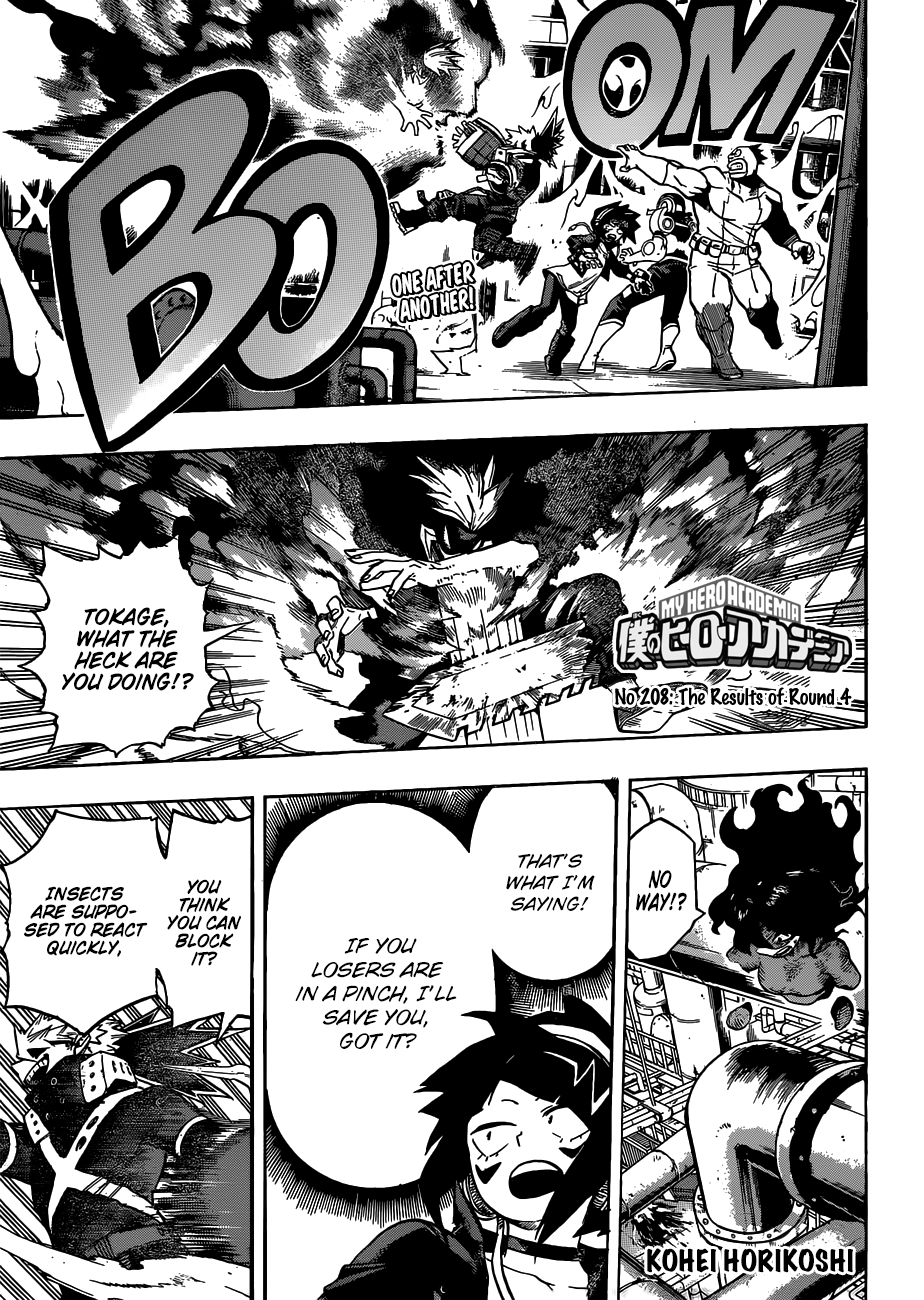 BOOM
ONE AFTER
ANOTHER!
TOKAGE,
WHAT THE
HECK ARE
YOU DOING!?
MY HERO ACADEMIA
僕のヒーローアカデミア
No 208: The Results of Round 4
NO
WAY!?
THAT'S
WHAT I'M
SAYING!
IF YOU
LOSERS ARE
IN A PINCH, I'LL
SAVE YOU,
GOT IT?
YOU
THINK
YOU CAN
BLOCK
IT?
INSECTS
ARE SUPPO-
SED TO REACT
QUICKLY,
KOHEI HORIKOSHI